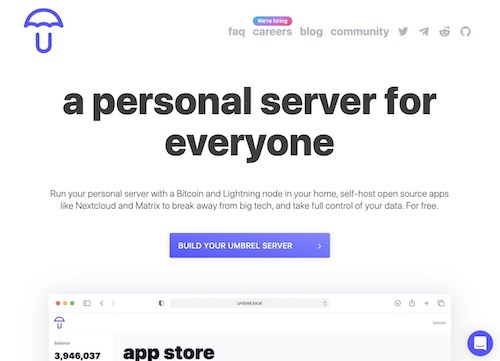 We're hiring
faq careers blog community
a personal server for
everyone
Run your personal server with a Bitcoin and Lightning node in your home, self-host open source apps
like Nextcloud and Matrix to break away from big tech, and take full control of your data. For free.
BUILD YOUR UMBREL SERVER ›
umbrel.local
Balance
3,946,037
app store